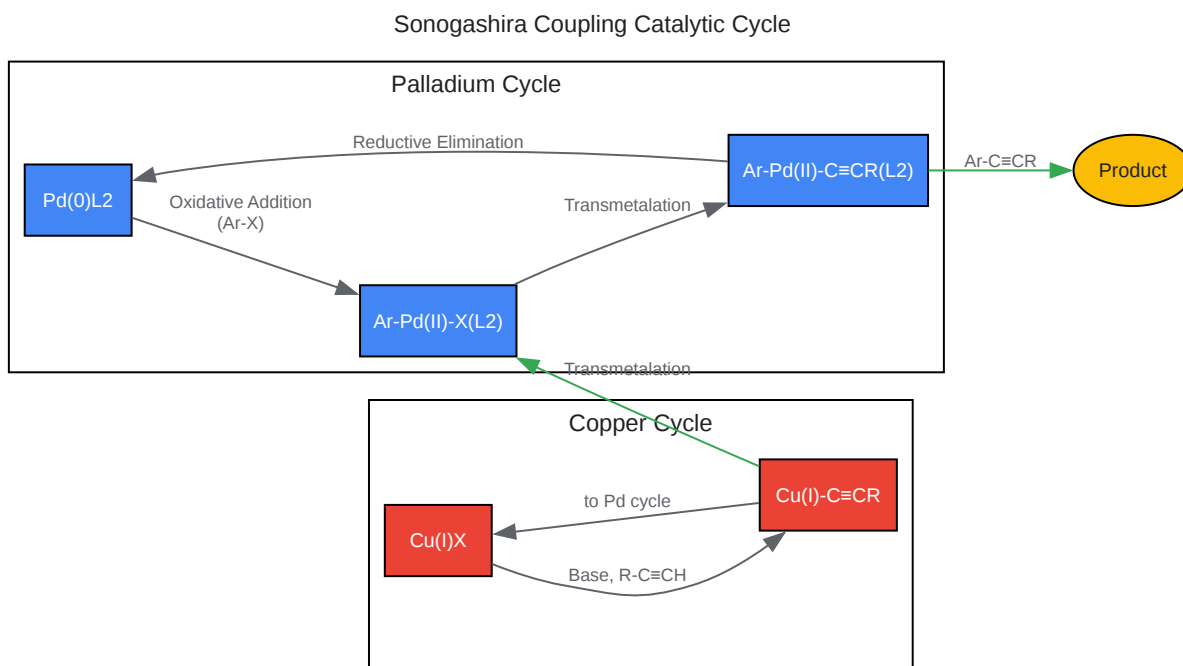 Sonogashira Coupling Catalytic Cycle
Palladium Cycle
Reductive Elimination
Ar-Pd(II)-C≡CR(L2)
Ar-C≡CR
Product
Pd(0)L2
Oxidative Addition
(Ar-X)
Transmetalation
Ar-Pd(II)-X(L2)
Transmetalation
Copper Cycle
Cu(I)-C≡CR
to Pd cycle
Cu(I)X
Base, R-C≡CH